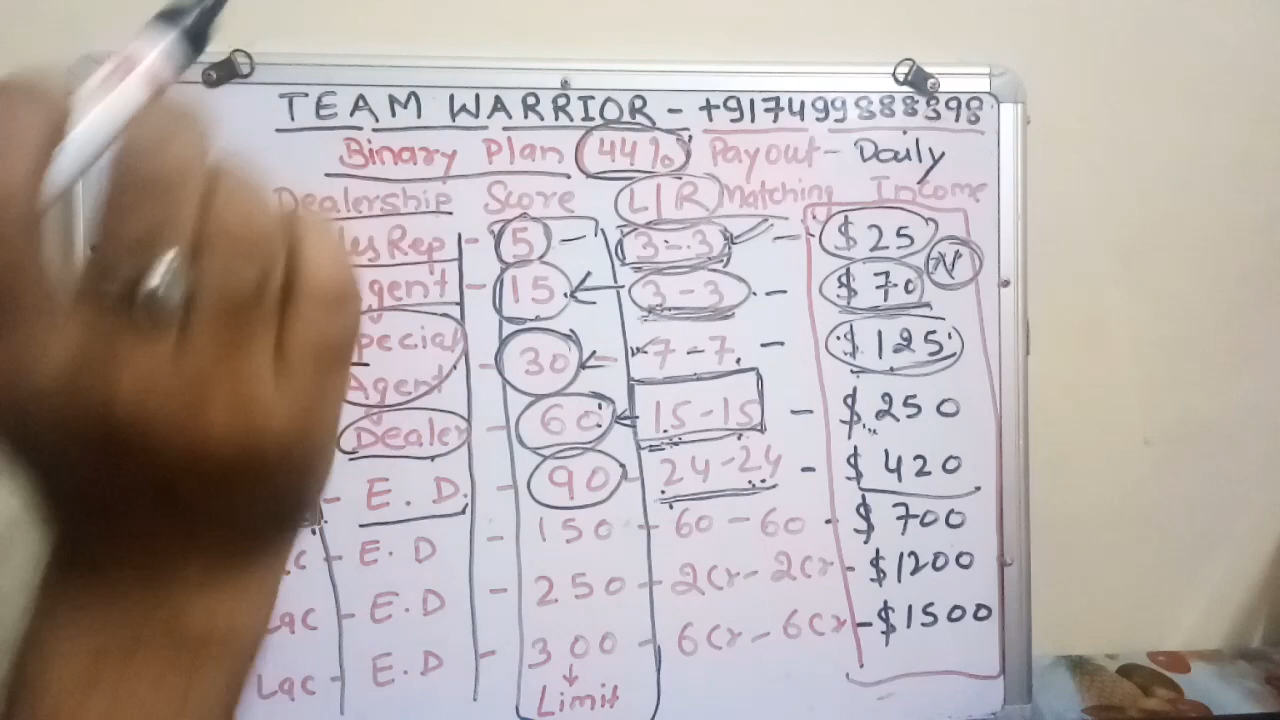 TEAM WARRIOR - +917499888398
Binary Plan 44% Payout - Daily
Dealership Score L|R Matching Income
Rep - 5 - 3-3 - $25
- 15 3-3 - $70 N
30 - 7-7 - $125
Agent -
Dealer - 60 15-15 - $250
- E.D. - 90 - 24-24 - $420
- E.D - 150 - 60-60 - $700
- E.D - 250 - 2Cr-2Cr - $1200
Lac - E.D - 300 - 6Cr-6Cr - $1500
Limit